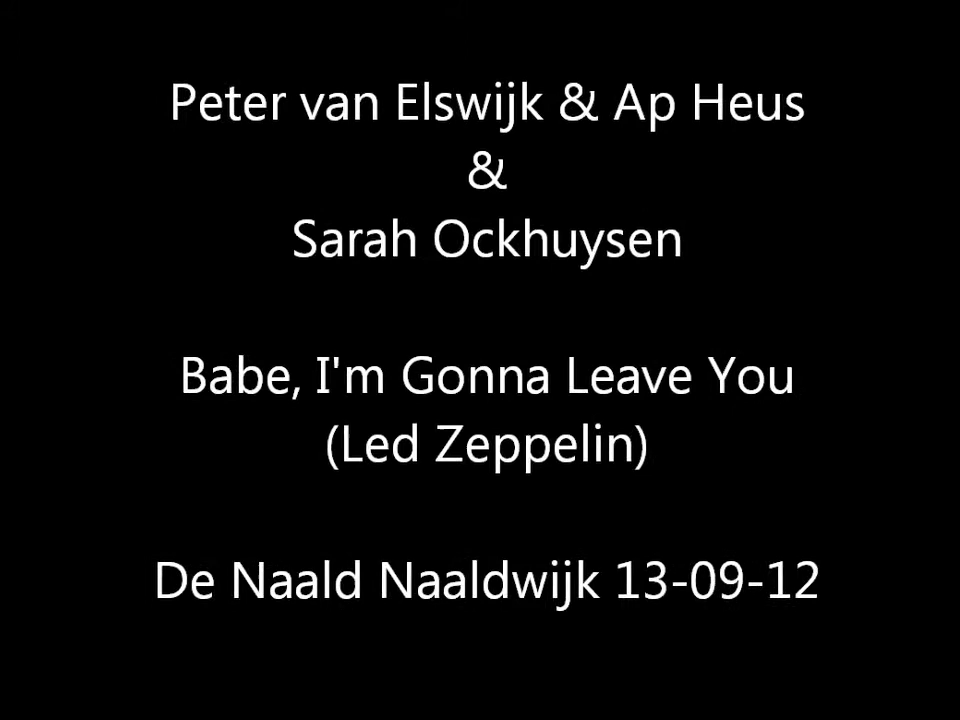 Peter van Elswijk & Ap Heus
&
Sarah Ockhuysen
Babe, I'm Gonna Leave You
(Led Zeppelin)
De Naald Naaldwijk 13-09-12